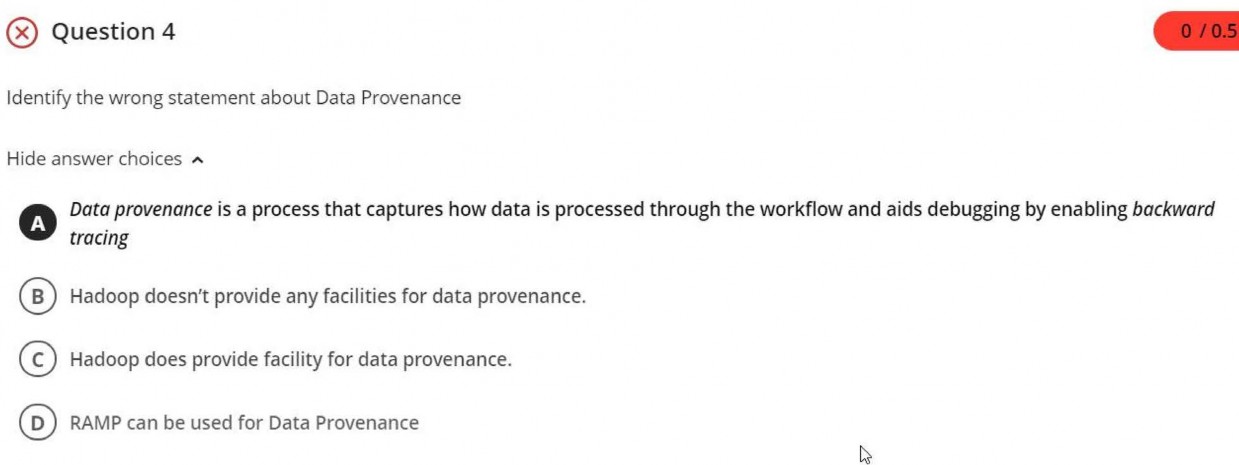 Question 4
0 / 0.5
Identify the wrong statement about Data Provenance
Hide answer choices
A
Data provenance is a process that captures how data is processed through the workflow and aids debugging by enabling backward
tracing
B Hadoop doesn’t provide any facilities for data provenance.
C Hadoop does provide facility for data provenance.
D RAMP can be used for Data Provenance